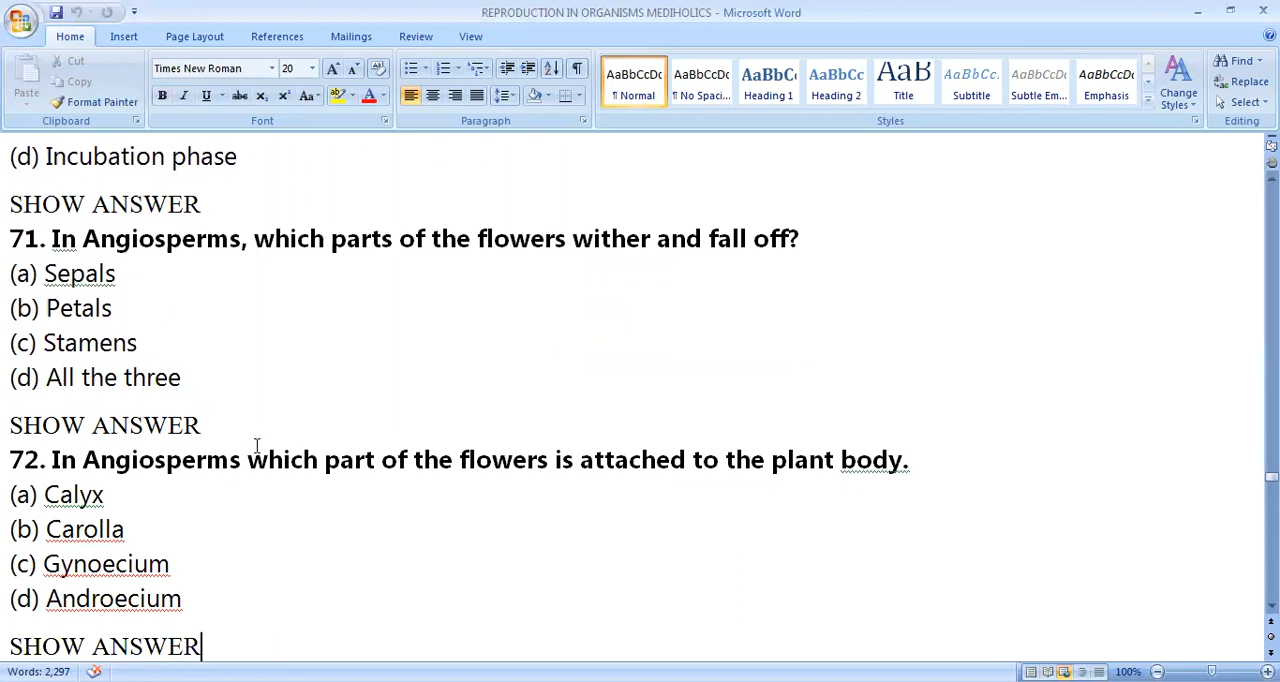 REPRODUCTION IN ORGANISMS MEDIHOLICS - Microsoft Word
Home Insert Page Layout References Mailings Review View
Paste
Cut
Copy
Format Painter
Clipboard
Times New Roman 20
Font
Paragraph
AaBbCcDc AaBbCcDc AaBbC AaBbCc AaB AaBbCc. AaBbCcDc AaBbCcDc
¶ Normal ¶ No Spaci... Heading 1 Heading 2 Title Subtitle Subtle Em... Emphasis
Change Styles
Styles
Find
Replace
Select
Editing
(d) Incubation phase
SHOW ANSWER
71. In Angiosperms, which parts of the flowers wither and fall off?
(a) Sepals
(b) Petals
(c) Stamens
(d) All the three
SHOW ANSWER
72. In Angiosperms which part of the flowers is attached to the plant body.
(a) Calyx
(b) Carolla
(c) Gynoecium
(d) Androecium
SHOW ANSWER
Words: 2,297
100%